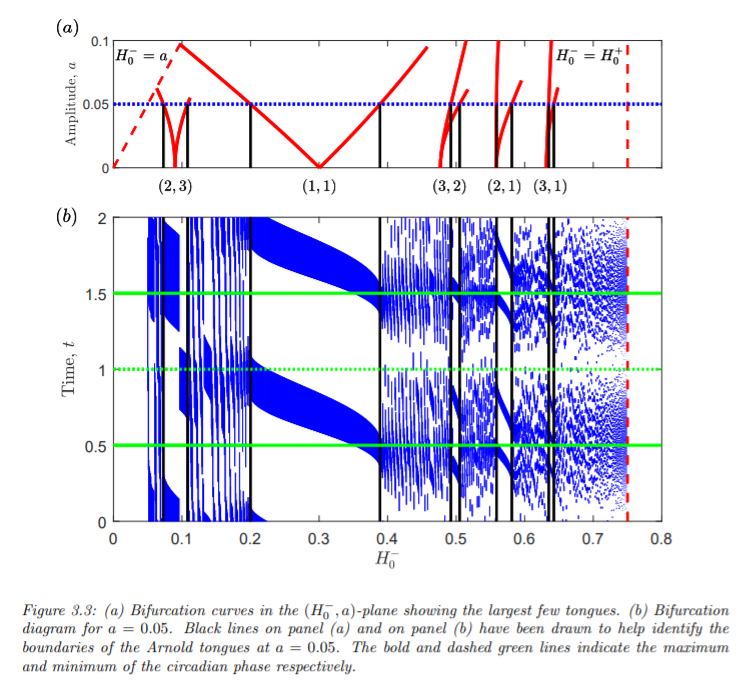 (a)
0.1
0.05
0
Amplitude, a
H₀⁻ = a
H₀⁻ = H₀⁺
(2, 3)
(1, 1)
(3, 2)
(2, 1)
(3, 1)
(b)
2
1.5
1
0.5
0
Time, t
0
0.1
0.2
0.3
0.4
0.5
0.6
0.7
0.8
H₀⁻
Figure 3.3: (a) Bifurcation curves in the (H₀⁻, a)-plane showing the largest few tongues. (b) Bifurcation
diagram for a = 0.05. Black lines on panel (a) and on panel (b) have been drawn to help identify the
boundaries of the Arnold tongues at a = 0.05. The bold and dashed green lines indicate the maximum
and minimum of the circadian phase respectively.